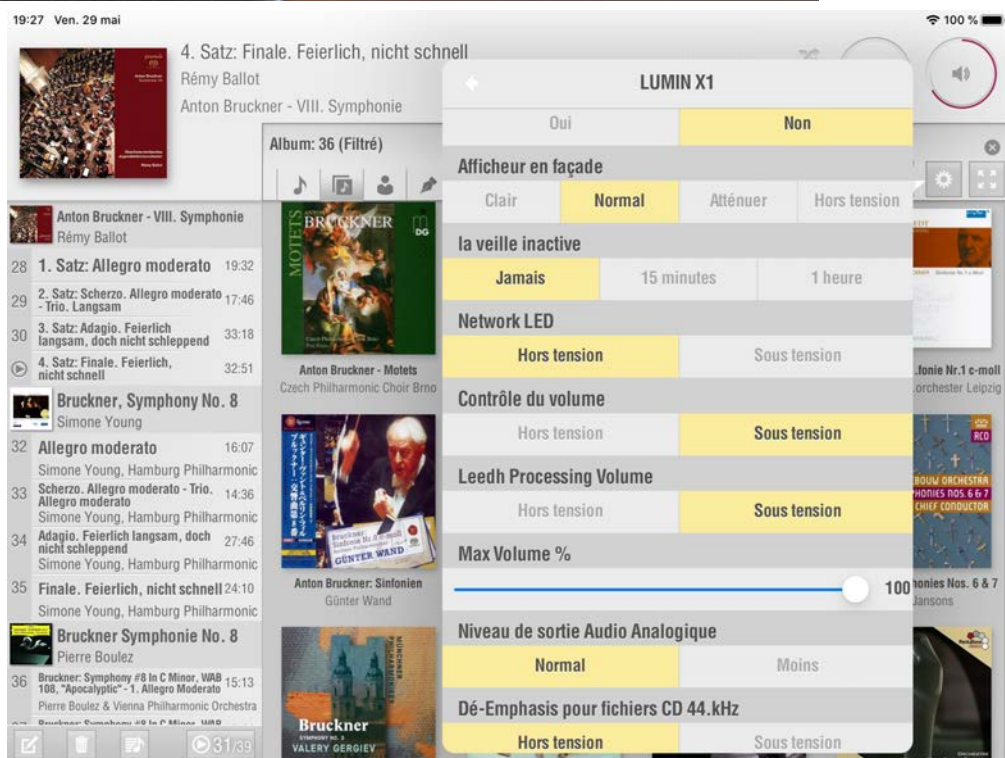 19:27 Ven. 29 mai
100 %
4. Satz: Finale. Feierlich, nicht schnell
Rémy Ballot
Anton Bruckner - VIII. Symphonie
Album: 36 (Filtré)
Anton Bruckner - VIII. Symphonie
Rémy Ballot
28 1. Satz: Allegro moderato 19:32
29 2. Satz: Scherzo. Allegro moderato - Trio. Langsam 17:46
30 3. Satz: Adagio. Feierlich langsam, doch nicht schleppend 33:18
4. Satz: Finale. Feierlich, nicht schnell 32:51
Bruckner, Symphony No. 8
Simone Young
32 Allegro moderato 16:07
Simone Young, Hamburg Philharmonic
33 Scherzo. Allegro moderato - Trio. Allegro moderato 14:36
Simone Young, Hamburg Philharmonic
34 Adagio. Feierlich langsam, doch nicht schleppend 27:46
Simone Young, Hamburg Philharmonic
35 Finale. Feierlich, nicht schnell 24:10
Simone Young, Hamburg Philharmonic
Bruckner Symphonie No. 8
Pierre Boulez
36 Bruckner: Symphony #8 In C Minor, WAB 108, "Apocalyptic" - 1. Allegro Moderato 15:13
Pierre Boulez & Vienna Philharmonic Orchestra
31/39
MOTETS
ANTON
BRUCKNER
Anton Bruckner - Motets
Czech Philharmonic Choir Brno
GÜNTER WAND
Anton Bruckner: Sinfonien
Günter Wand
MÜNCHNER
PHILHARMONIKER
Bruckner
SYMPHONY NO. 3
VALERY GERGIEV
LUMIN X1
Oui Non
Afficheur en façade
Clair Normal Atténuer Hors tension
la veille inactive
Jamais 15 minutes 1 heure
Network LED
Hors tension Sous tension
Contrôle du volume
Hors tension Sous tension
Leedh Processing Volume
Hors tension Sous tension
Max Volume %
100
Niveau de sortie Audio Analogique
Normal Moins
Dé-Emphasis pour fichiers CD 44.kHz
Hors tension Sous tension
.fonie Nr.1 c-moll
.orchester Leipzig
RCO
ORCHESTRA
NOS. 6 & 7
CHIEF CONDUCTOR
honies Nos. 6 & 7
Jansons